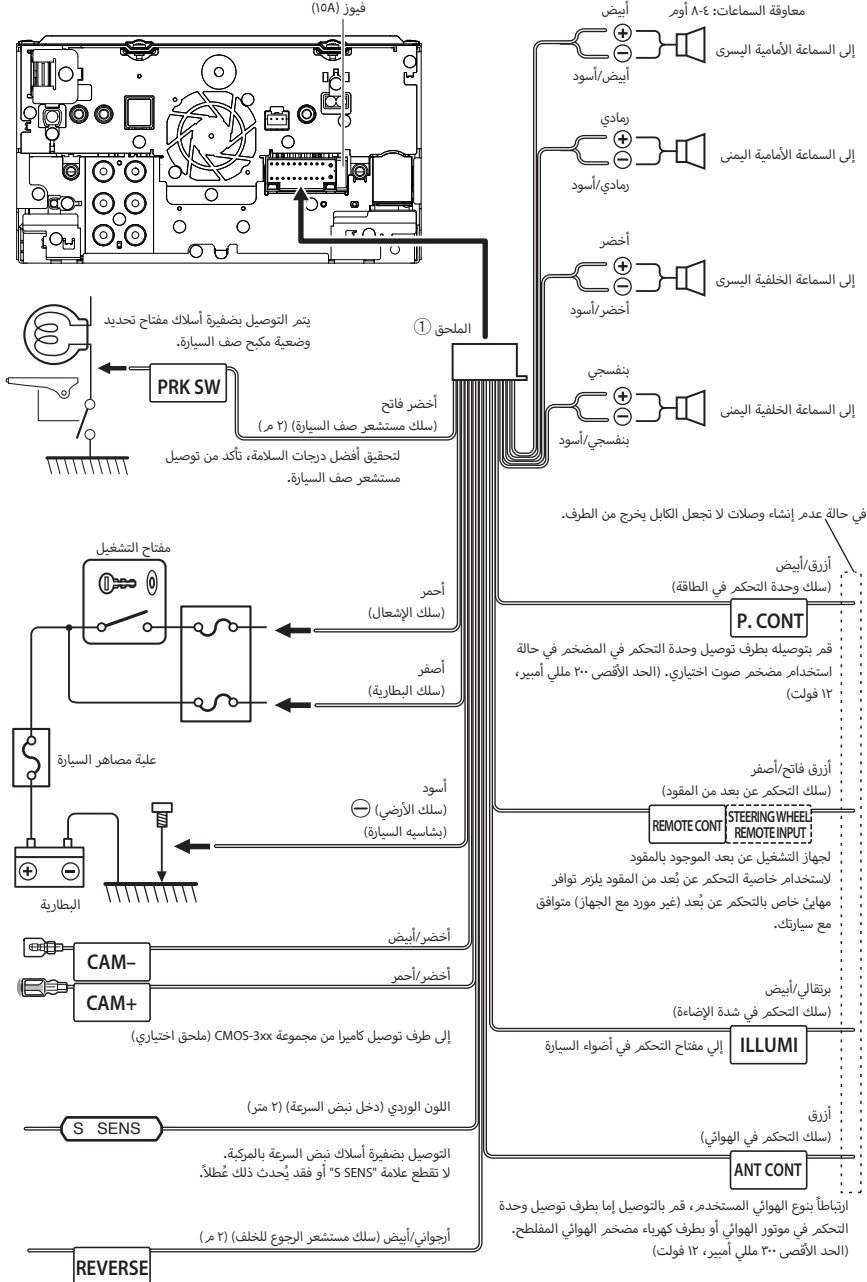 فيوز (١٥A)
معاوقة السماعات: ٤-٨ أوم
أبيض
إلى السماعة الأمامية اليسرى
أبيض/أسود
رمادي
إلى السماعة الأمامية اليمنى
رمادي/أسود
أخضر
إلى السماعة الخلفية اليسرى
أخضر/أسود
بنفسجي
إلى السماعة الخلفية اليمنى
بنفسجي/أسود
الملحق ①
يتم التوصيل بضفيرة أسلاك مفتاح تحديد
وضعية مكبح صف السيارة.
PRK SW
أخضر فاتح
(سلك مستشعر صف السيارة) (٢ م)
لتحقيق أفضل درجات السلامة، تأكد من توصيل
مستشعر صف السيارة.
في حالة عدم إنشاء وصلات لا تجعل الكابل يخرج من الطرف.
أزرق/أبيض
(سلك وحدة التحكم في الطاقة)
P. CONT
قم بتوصيله بطرف توصيل وحدة التحكم في المضخم في حالة
استخدام مضخم صوت اختياري. (الحد الأقصى ٢٠٠ مللي أمبير،
١٢ فولت)
مفتاح التشغيل
أحمر
(سلك الإشعال)
أصفر
(سلك البطارية)
علبة مصاهر السيارة
أسود
(سلك الأرضي) ⊖
(بشاسيه السيارة)
البطارية
أزرق فاتح/أصفر
(سلك التحكم عن بعد من المقود)
REMOTE CONT
STEERING WHEEL
REMOTE INPUT
لجهاز التشغيل عن بعد الموجود بالمقود
لاستخدام خاصية التحكم عن بُعد من المقود يلزم توافر
مهايئ خاص بالتحكم عن بُعد (غير مورد مع الجهاز) متوافق
مع سيارتك.
أخضر/أبيض
CAM–
أخضر/أحمر
CAM+
إلى طرف توصيل كاميرا من مجموعة CMOS-3xx (ملحق اختياري)
برتقالي/أبيض
(سلك التحكم في شدة الإضاءة)
ILLUMI
إلي مفتاح التحكم في أضواء السيارة
اللون الوردي (دخل نبض السرعة) (٢ متر)
S SENS
التوصيل بضفيرة أسلاك نبض السرعة بالمركبة.
لا تقطع علامة "S SENS" أو فقد يُحدث ذلك عُطلاً.
أزرق
(سلك التحكم في الهوائي)
ANT CONT
ارتباطاً بنوع الهوائي المستخدم، قم بالتوصيل إما بطرف توصيل وحدة
التحكم في موتور الهوائي أو بطرف كهرباء مضخم الهوائي المفلطح.
(الحد الأقصى ٣٠٠ مللي أمبير، ١٢ فولت)
أرجواني/أبيض (سلك مستشعر الرجوع للخلف) (٢ م)
REVERSE